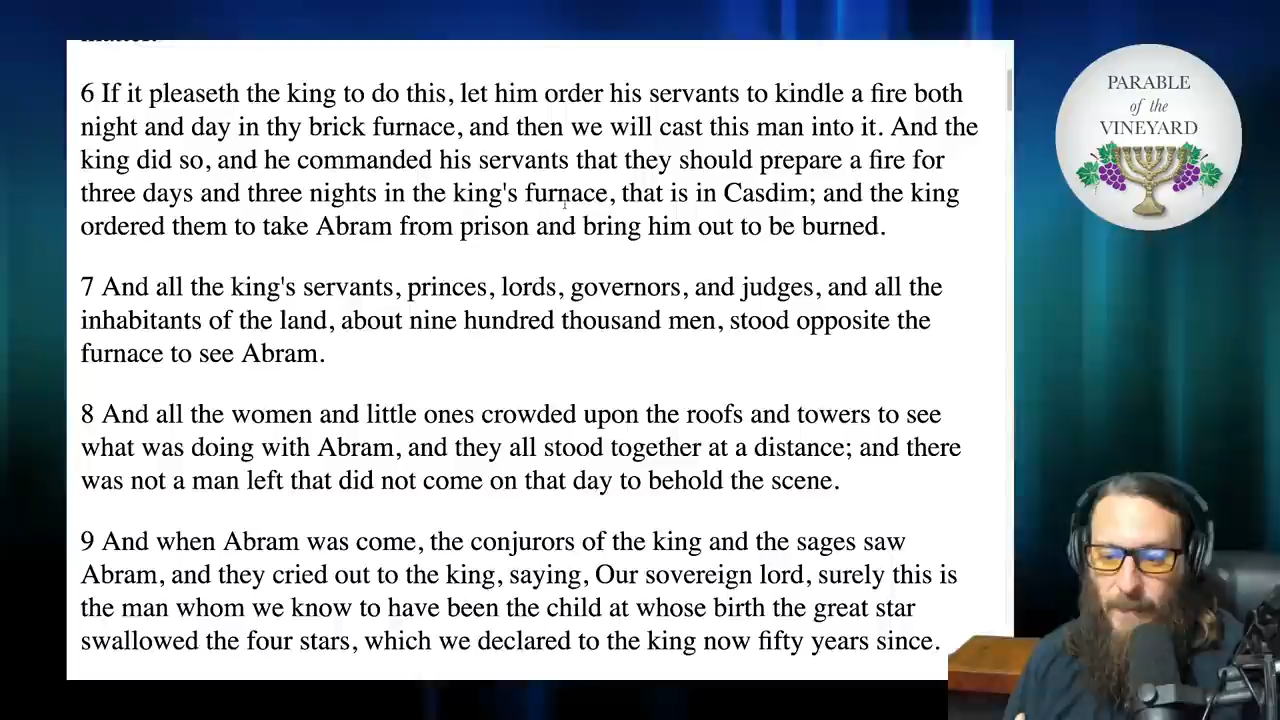 6 If it pleaseth the king to do this, let him order his servants to kindle a fire both
night and day in thy brick furnace, and then we will cast this man into it. And the
king did so, and he commanded his servants that they should prepare a fire for
three days and three nights in the king's furnace, that is in Casdim; and the king
ordered them to take Abram from prison and bring him out to be burned.
7 And all the king's servants, princes, lords, governors, and judges, and all the
inhabitants of the land, about nine hundred thousand men, stood opposite the
furnace to see Abram.
8 And all the women and little ones crowded upon the roofs and towers to see
what was doing with Abram, and they all stood together at a distance; and there
was not a man left that did not come on that day to behold the scene.
9 And when Abram was come, the conjurors of the king and the sages saw
Abram, and they cried out to the king, saying, Our sovereign lord, surely this is
the man whom we know to have been the child at whose birth the great star
swallowed the four stars, which we declared to the king now fifty years since.
PARABLE
of the
VINEYARD